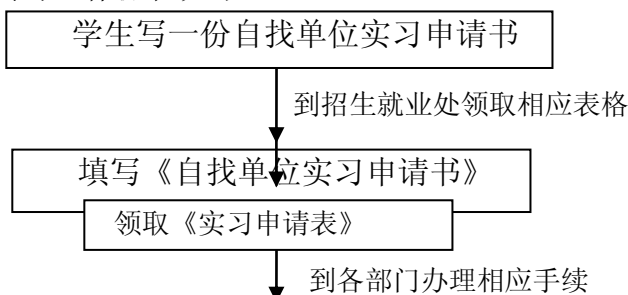 学生写一份自找单位实习申请书
到招生就业处领取相应表格
填写《自找单位实习申请书》
领取《实习申请表》
到各部门办理相应手续